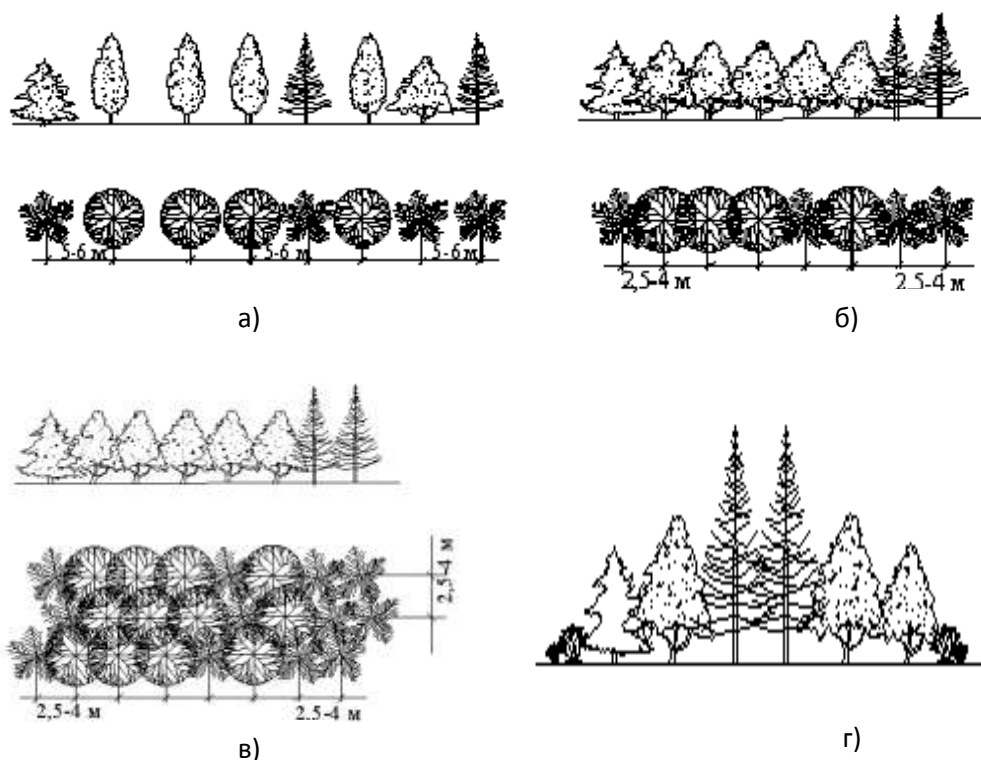 5-6 м 5-6 м 5-6 м
а)
2,5-4 м 2.5-4 м
б)
2,5-4 м
2,5-4 м 2.5-4 м
в)
г)